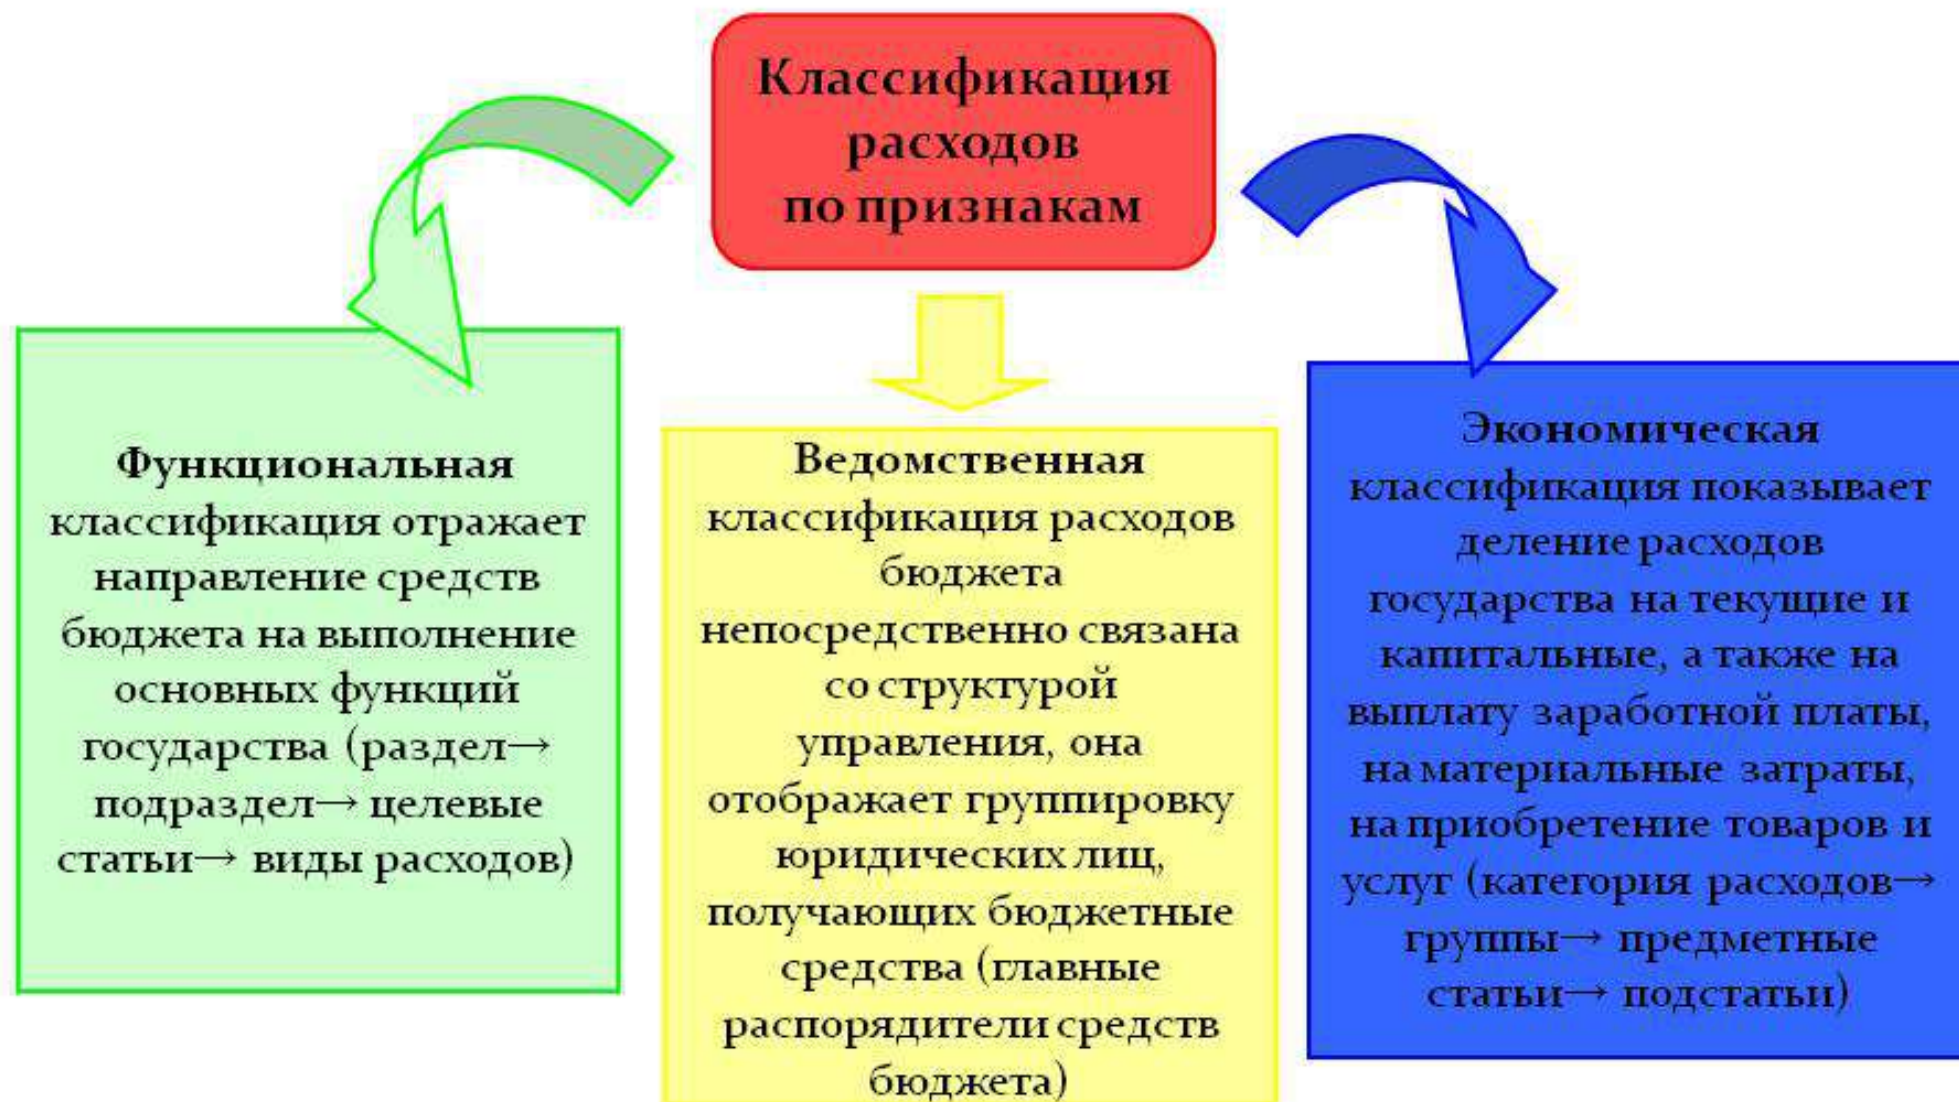 Классификация
расходов
по признакам
Функциональная
классификация отражает
направление средств
бюджета на выполнение
основных функций
государства (раздел→
подраздел→ целевые
статьи→ виды расходов)
Ведомственная
классификация расходов
бюджета
непосредственно связана
со структурой
управления, она
отображает группировку
юридических лиц,
получающих бюджетные
средства (главные
распорядители средств
бюджета)
Экономическая
классификация показывает
деление расходов
государства на текущие и
капитальные, а также на
выплату заработной платы,
на материальные затраты,
на приобретение товаров и
услуг (категория расходов→
группы→ предметные
статьи→ подстатьи)